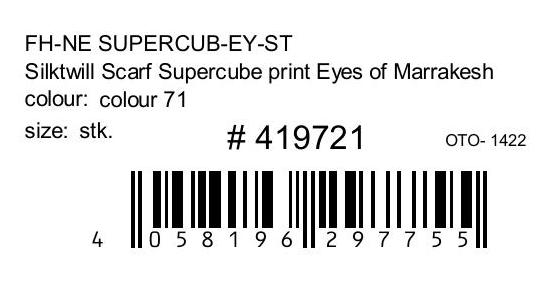 FH-NE SUPERCUB-EY-ST
Silktwill Scarf Supercube print Eyes of Marrakesh
colour: colour 71
size: stk.
# 419721
OTO- 1422
4 058196 297755